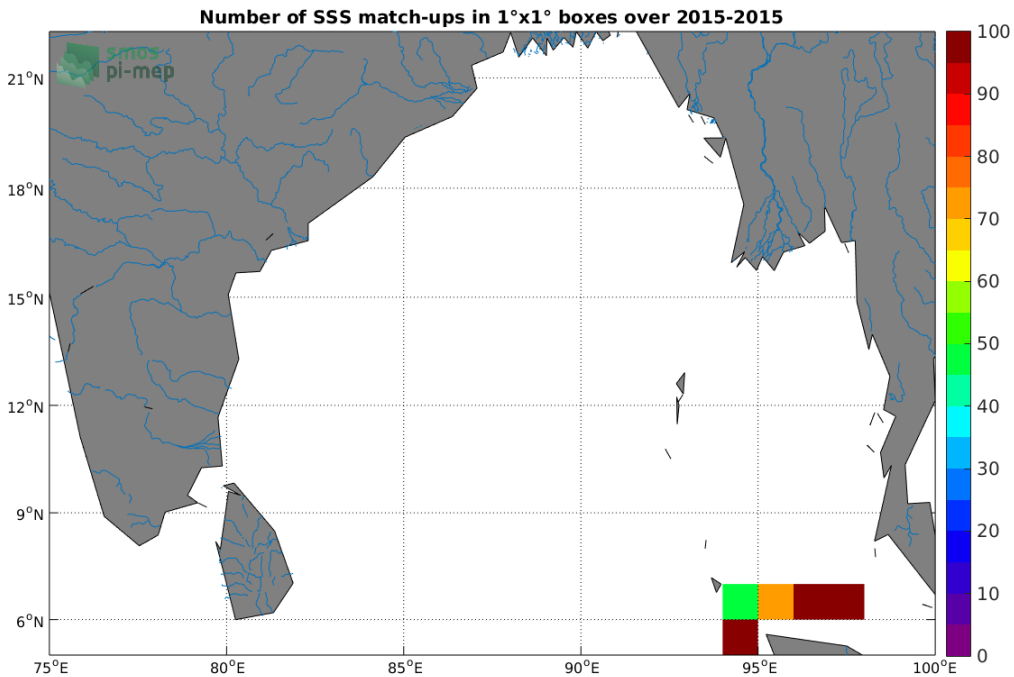 Number of SSS match-ups in 1°x1° boxes over 2015-2015
smos
pi-mep
21°N
18°N
15°N
12°N
9°N
6°N
75°E
80°E
85°E
90°E
95°E
100°E
100
90
80
70
60
50
40
30
20
10
0